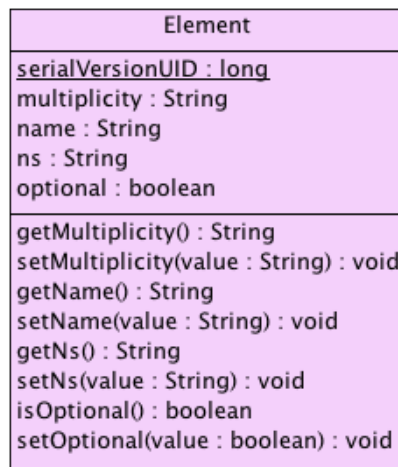 Element
serialVersionUID : long
multiplicity : String
name : String
ns : String
optional : boolean
getMultiplicity() : String
setMultiplicity(value : String) : void
getName() : String
setName(value : String) : void
getNs() : String
setNs(value : String) : void
isOptional() : boolean
setOptional(value : boolean) : void